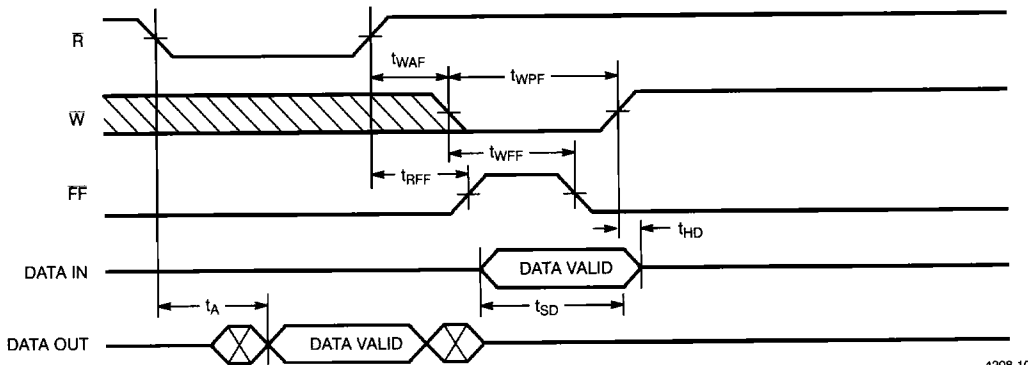 R̅
tWAF
tWPF
W̅
tWFF
tRFF
F̅F̅
tHD
DATA IN
DATA VALID
tA
tSD
DATA OUT
DATA VALID